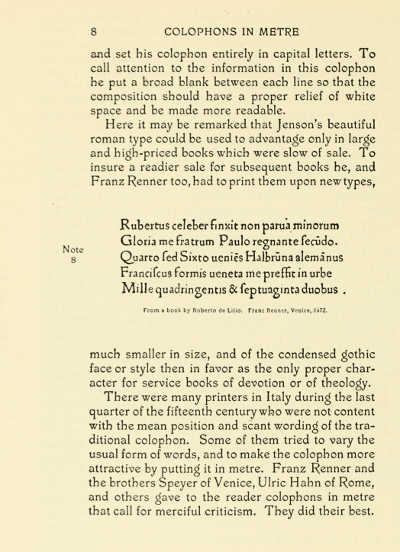 8 COLOPHONS IN METRE
and set his colophon entirely in capital letters. To
call attention to the information in this colophon
he put a broad blank between each line so that the
composition should have a proper relief of white
space and be made more readable.
Here it may be remarked that Jenson's beautiful
roman type could be used to advantage only in large
and high-priced books which were slow of sale. To
insure a readier sale for subsequent books he, and
Franz Renner too, had to print them upon new types,
Rubertus celeber finxit non parua minorum
Gloria me fratrum Paulo regnante secūdo.
Note
8
Quarto sed Sixto ueniēs Halbrūna alemānus
Franciscus formis ueneta me pressit in urbe
Mille quadringentis & septuaginta duobus .
From a book by Roberto de Lilio. Franz Renner, Venice, 1472.
much smaller in size, and of the condensed gothic
face or style then in favor as the only proper char-
acter for service books of devotion or of theology.
There were many printers in Italy during the last
quarter of the fifteenth century who were not content
with the mean position and scant wording of the tra-
ditional colophon. Some of them tried to vary the
usual form of words, and to make the colophon more
attractive by putting it in metre. Franz Renner and
the brothers Speyer of Venice, Ulric Hahn of Rome,
and others gave to the reader colophons in metre
that call for merciful criticism. They did their best.